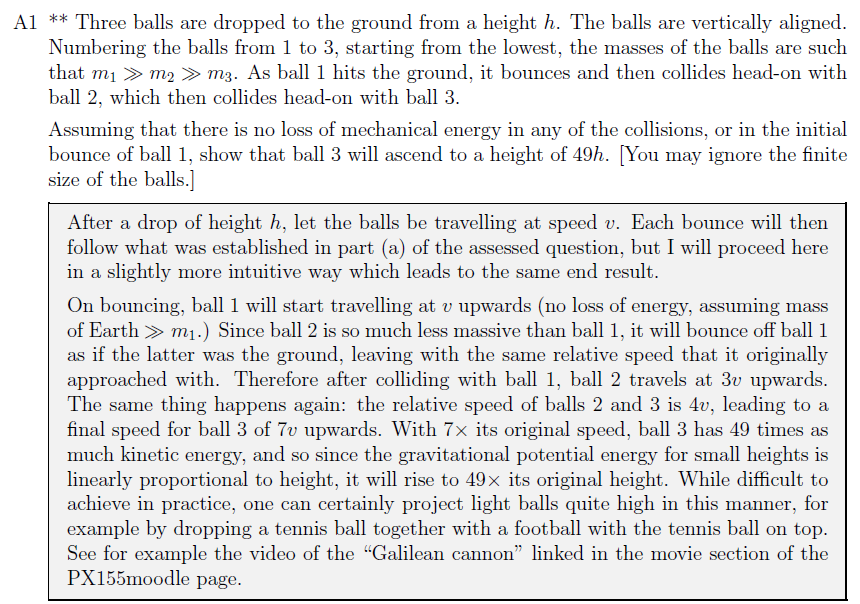 A1 ** Three balls are dropped to the ground from a height h. The balls are vertically aligned.
Numbering the balls from 1 to 3, starting from the lowest, the masses of the balls are such
that m₁ ≫ m₂ ≫ m₃. As ball 1 hits the ground, it bounces and then collides head-on with
ball 2, which then collides head-on with ball 3.
Assuming that there is no loss of mechanical energy in any of the collisions, or in the initial
bounce of ball 1, show that ball 3 will ascend to a height of 49h. [You may ignore the finite
size of the balls.]
After a drop of height h, let the balls be travelling at speed v. Each bounce will then
follow what was established in part (a) of the assessed question, but I will proceed here
in a slightly more intuitive way which leads to the same end result.
On bouncing, ball 1 will start travelling at v upwards (no loss of energy, assuming mass
of Earth ≫ m₁.) Since ball 2 is so much less massive than ball 1, it will bounce off ball 1
as if the latter was the ground, leaving with the same relative speed that it originally
approached with. Therefore after colliding with ball 1, ball 2 travels at 3v upwards.
The same thing happens again: the relative speed of balls 2 and 3 is 4v, leading to a
final speed for ball 3 of 7v upwards. With 7× its original speed, ball 3 has 49 times as
much kinetic energy, and so since the gravitational potential energy for small heights is
linearly proportional to height, it will rise to 49× its original height. While difficult to
achieve in practice, one can certainly project light balls quite high in this manner, for
example by dropping a tennis ball together with a football with the tennis ball on top.
See for example the video of the “Galilean cannon” linked in the movie section of the
PX155moodle page.